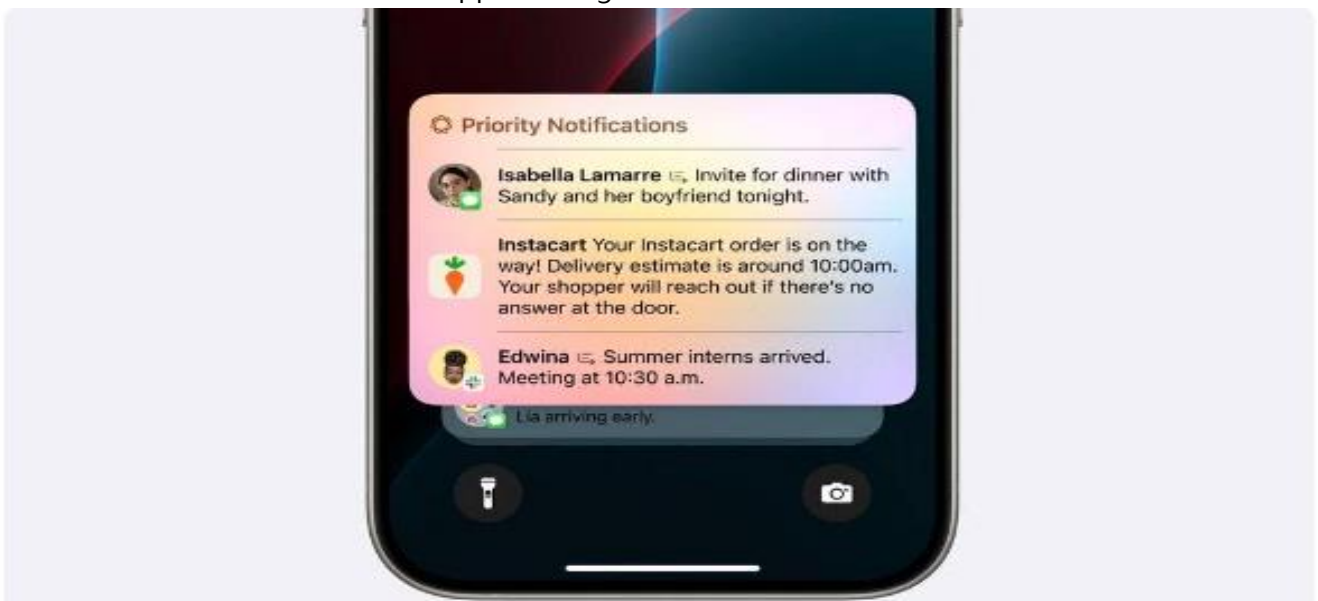 Priority Notifications
Isabella Lamarre Invite for dinner with
Sandy and her boyfriend tonight.
Instacart Your Instacart order is on the
way! Delivery estimate is around 10:00am.
Your shopper will reach out if there's no
answer at the door.
Edwina Summer interns arrived.
Meeting at 10:30 a.m.
Lia arriving early.